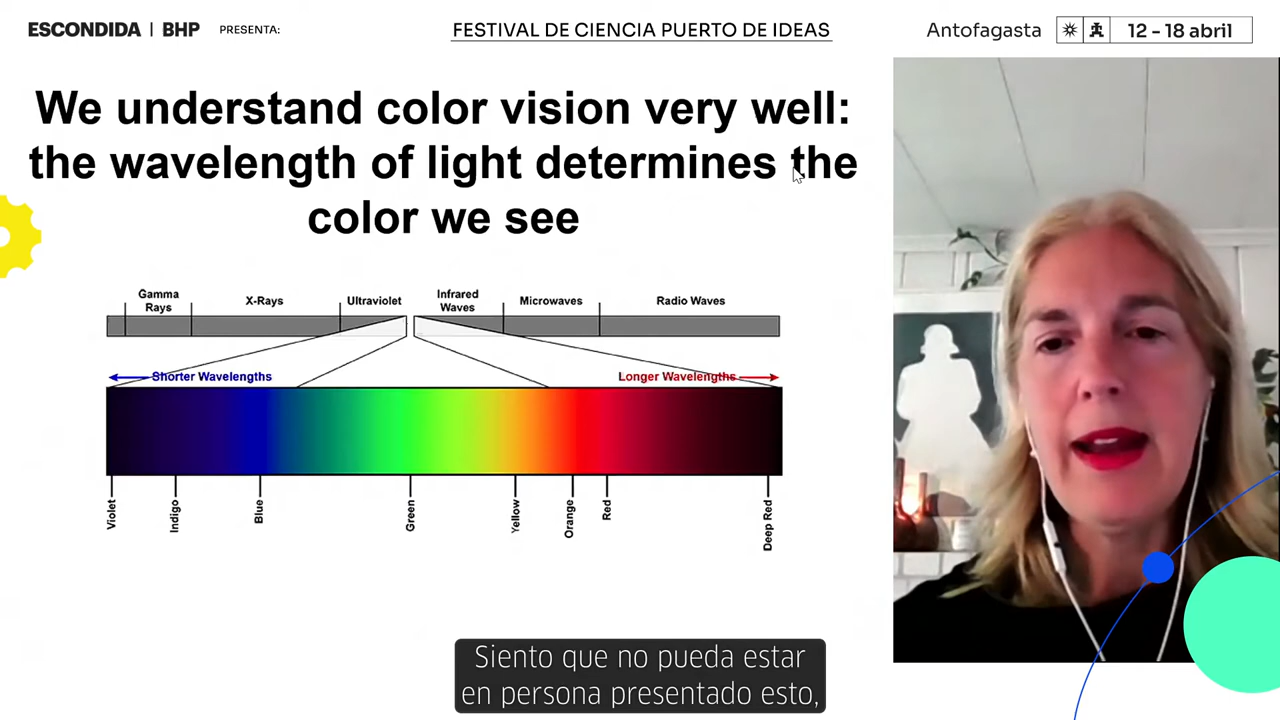 ESCONDIDA | BHP PRESENTA:
FESTIVAL DE CIENCIA PUERTO DE IDEAS
Antofagasta
12 - 18 abril
We understand color vision very well:
the wavelength of light determines the
color we see
Gamma
Rays
X-Rays
Ultraviolet
Infrared
Waves
Microwaves
Radio Waves
Shorter Wavelengths
Longer Wavelengths
Violet
Indigo
Blue
Green
Yellow
Orange
Red
Deep Red
Siento que no pueda estar
en persona presentado esto,